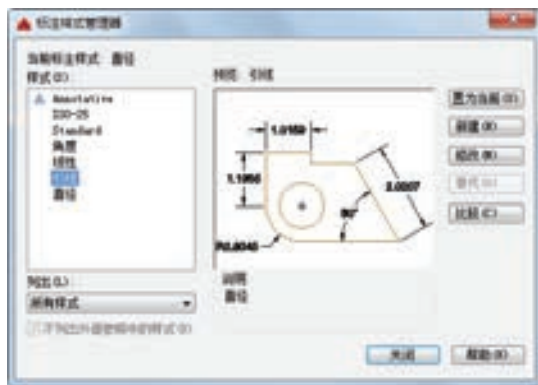 标注样式管理器
当前标注样式：直径
样式(S):
预览：引线
Annotative
ISO-25
Standard
角度
线性
引线
直径
1.0159
1.1955
2.0207
60°
R0.8045
置为当前(U)
新建(N)...
修改(M)...
替代(O)...
比较(C)...
列出(L):
所有样式
不列出外部参照中的样式(D)
说明
直径
关闭
帮助(H)